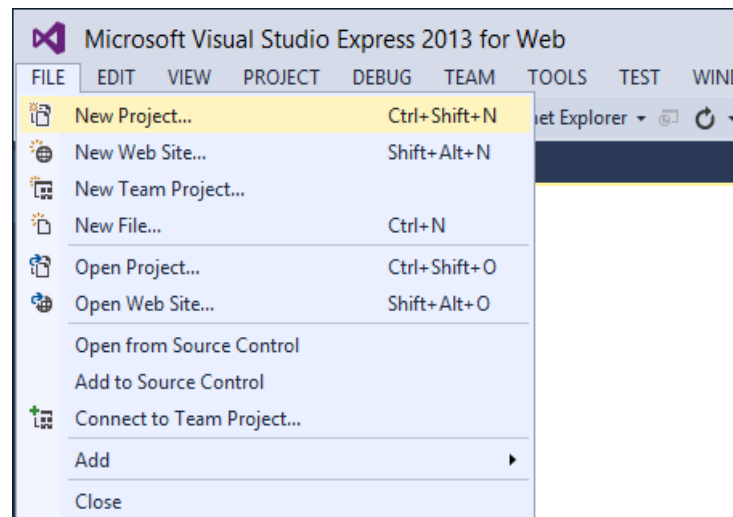 Microsoft Visual Studio Express 2013 for Web
FILE EDIT VIEW PROJECT DEBUG TEAM TOOLS TEST
New Project... Ctrl+Shift+N
Explorer
New Web Site... Shift+Alt+N
New Team Project...
New File... Ctrl+N
Open Project... Ctrl+Shift+O
Open Web Site... Shift+Alt+O
Open from Source Control
Add to Source Control
Connect to Team Project...
Add
Close